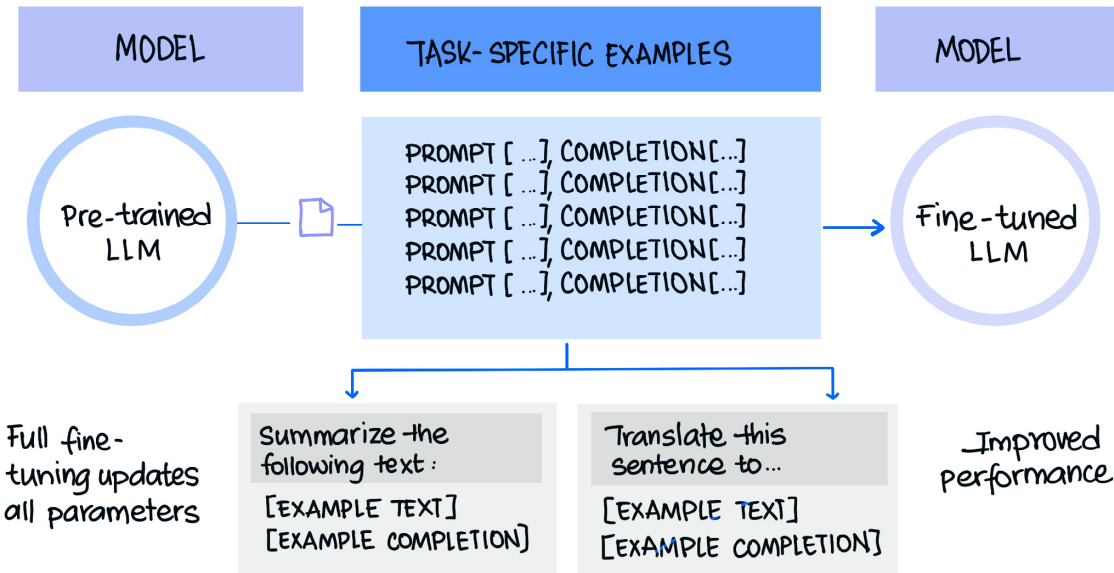 MODEL
TASK-SPECIFIC EXAMPLES
MODEL
Pre-trained
LLM
PROMPT [...], COMPLETION[...]
PROMPT [...], COMPLETION[...]
PROMPT [...], COMPLETION[...]
PROMPT [...], COMPLETION[...]
PROMPT [...], COMPLETION[...]
Fine-tuned
LLM
Full fine-
tuning updates
all parameters
Summarize the
following text:
[EXAMPLE TEXT]
[EXAMPLE COMPLETION]
Translate this
sentence to...
[EXAMPLE TEXT]
[EXAMPLE COMPLETION]
Improved
performance